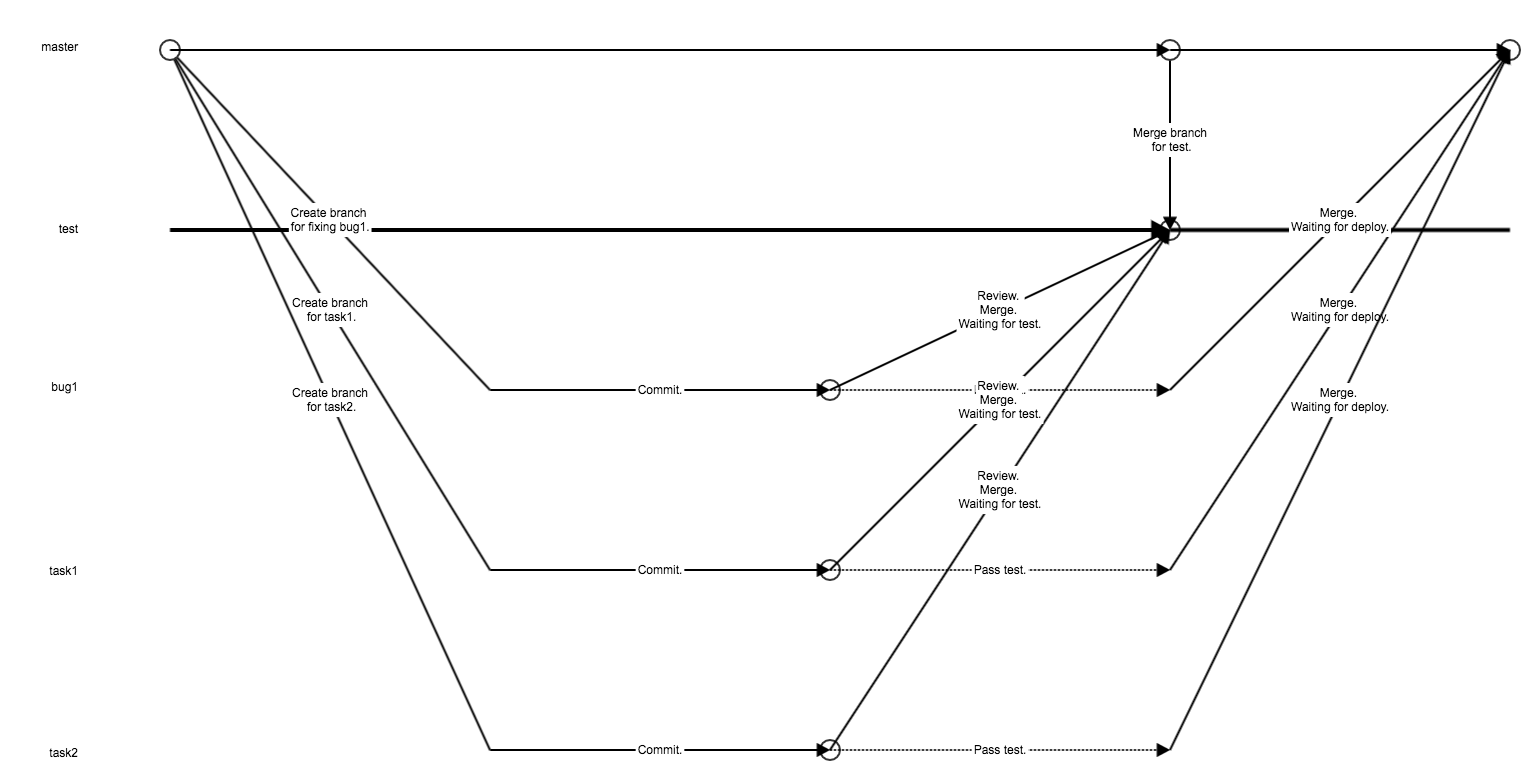 master
Merge branch
for test.
test
Create branch
for fixing bug1.
Merge.
Waiting for deploy.
Create branch
for task1.
Review.
Merge.
Waiting for test.
Merge.
Waiting for deploy.
bug1
Create branch
for task2.
Commit.
Review.
Merge.
Waiting for test.
Merge.
Waiting for deploy.
Review.
Merge.
Waiting for test.
task1
Commit.
Pass test.
task2
Commit.
Pass test.